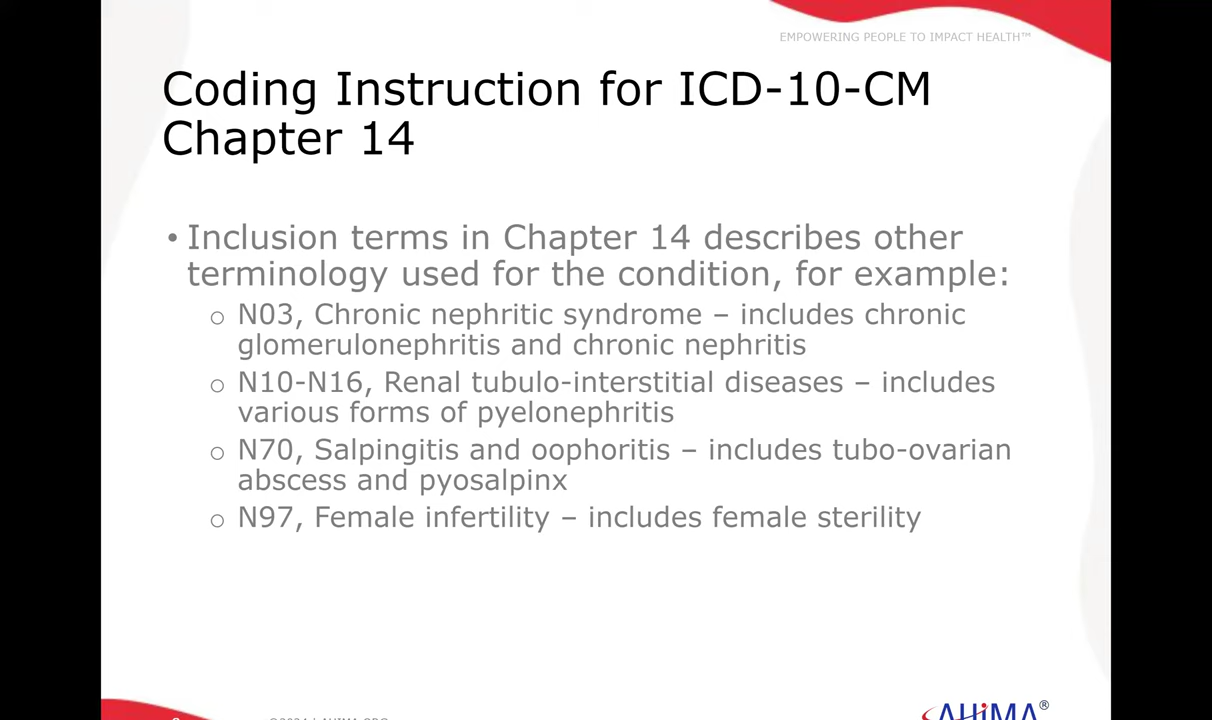 EMPOWERING PEOPLE TO IMPACT HEALTH™
Coding Instruction for ICD-10-CM
Chapter 14
• Inclusion terms in Chapter 14 describes other
terminology used for the condition, for example:
o N03, Chronic nephritic syndrome – includes chronic
glomerulonephritis and chronic nephritis
o N10-N16, Renal tubulo-interstitial diseases – includes
various forms of pyelonephritis
o N70, Salpingitis and oophoritis – includes tubo-ovarian
abscess and pyosalpinx
o N97, Female infertility – includes female sterility
AHIMA®